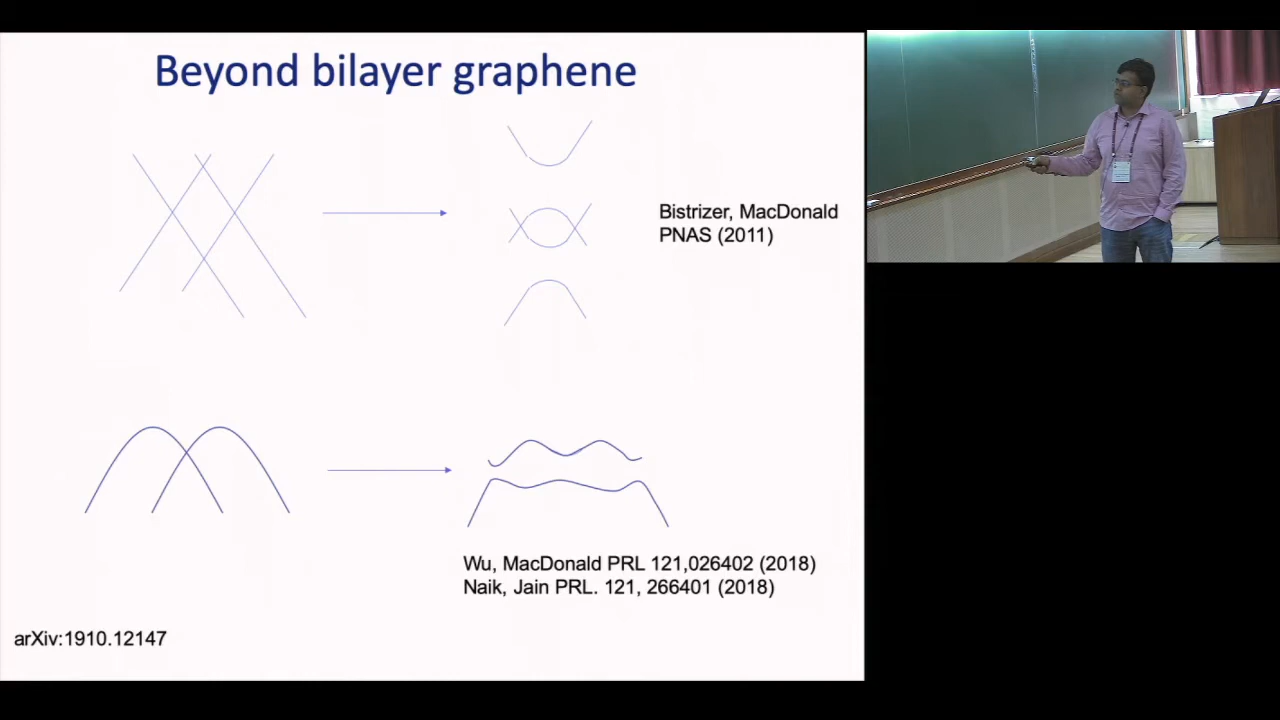 Beyond bilayer graphene
Bistrizer, MacDonald
PNAS (2011)
Wu, MacDonald PRL 121,026402 (2018)
Naik, Jain PRL. 121, 266401 (2018)
arXiv:1910.12147